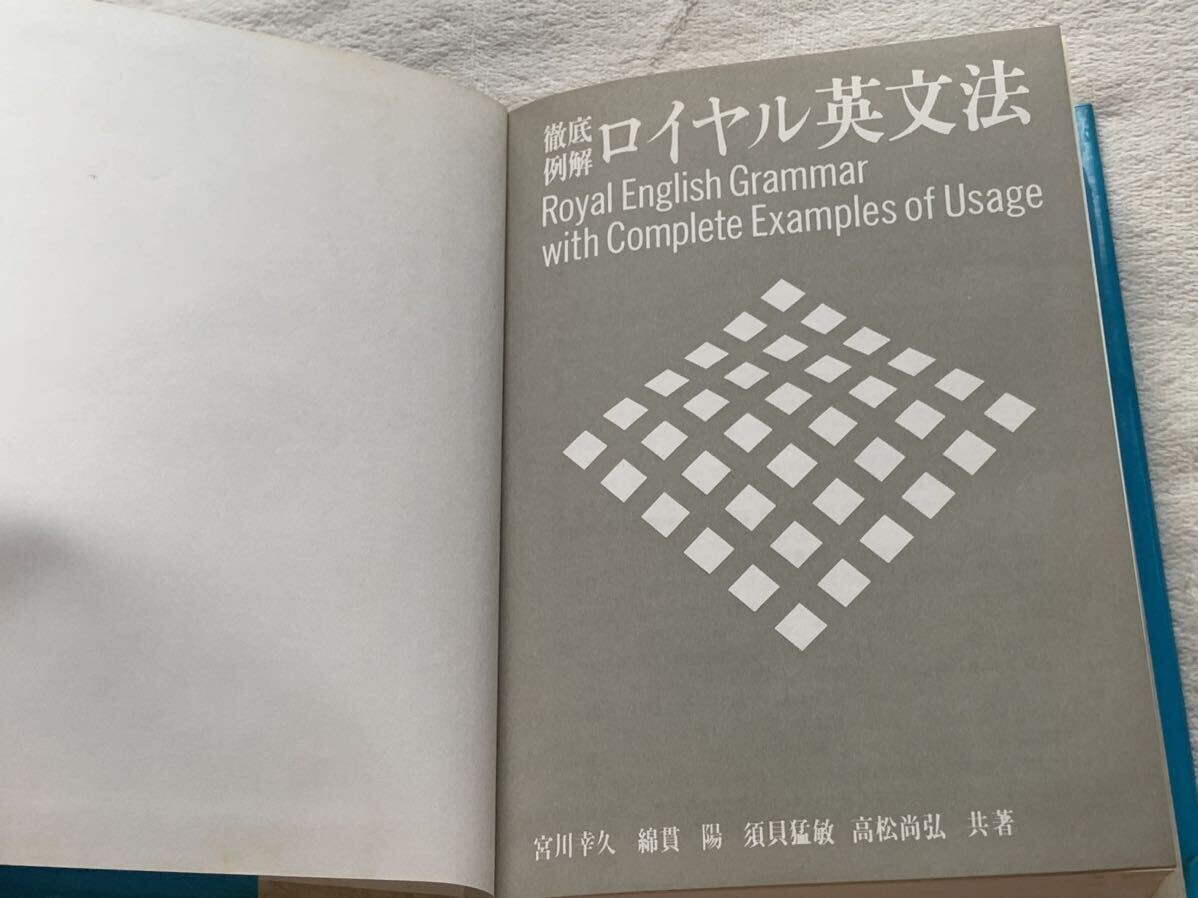 徹底
例解
ロイヤル英文法
Royal English Grammar
with Complete Examples of Usage
宮川幸久 綿貫 陽 須貝猛敏 高松尚弘 共著